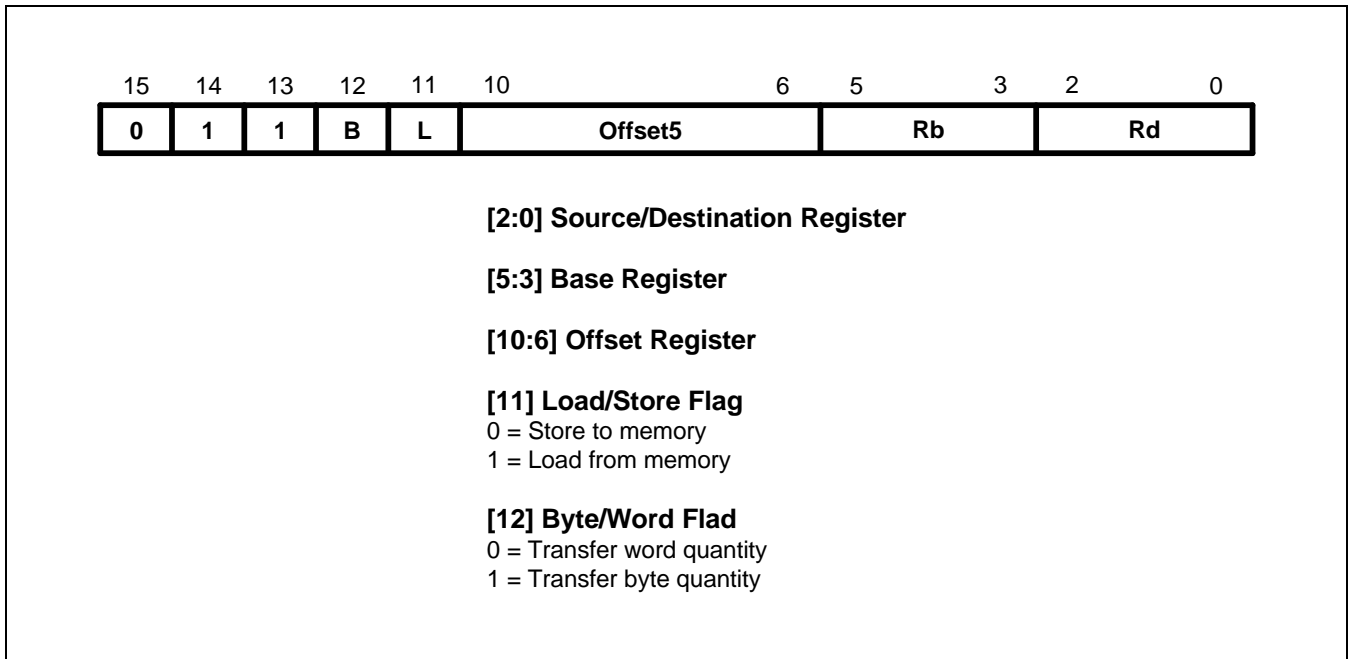 15 14 13 12 11 10 6 5 3 2 0
0 1 1 B L Offset5 Rb Rd
[2:0] Source/Destination Register
[5:3] Base Register
[10:6] Offset Register
[11] Load/Store Flag
0 = Store to memory
1 = Load from memory
[12] Byte/Word Flad
0 = Transfer word quantity
1 = Transfer byte quantity